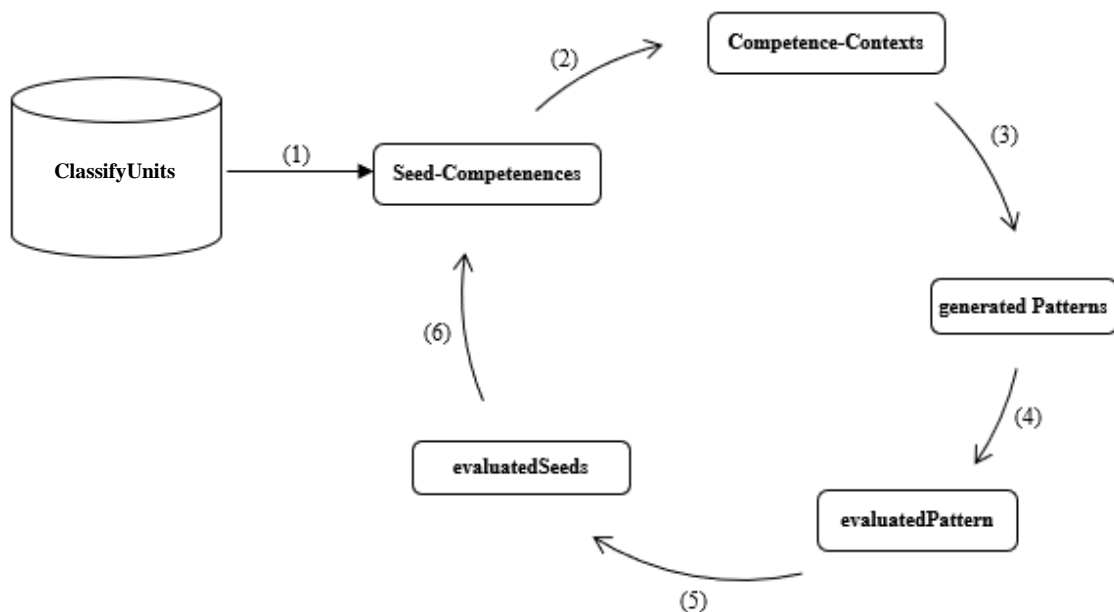 Competence-Contexts
(2)
(3)
(1)
ClassifyUnits
Seed-Competenences
generated Patterns
(6)
(4)
evaluatedSeeds
evaluatedPattern
(5)